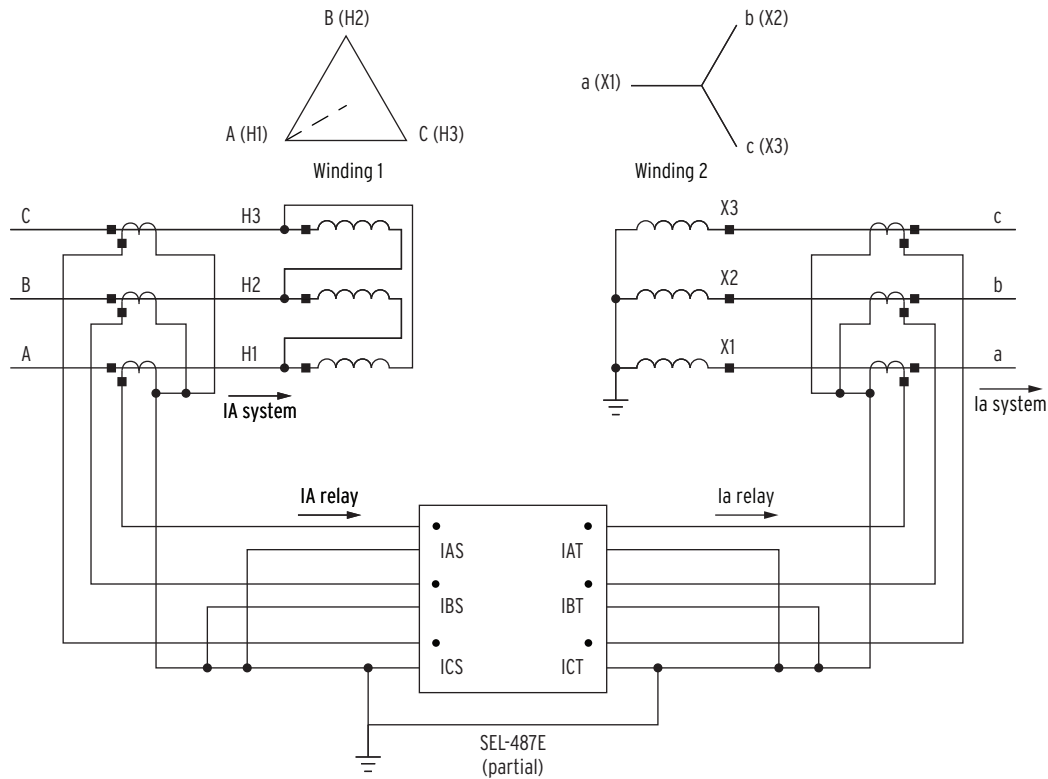 B (H2)
b (X2)
a (X1)
A (H1)
C (H3)
c (X3)
Winding 1
Winding 2
C
H3
X3
c
B
H2
X2
b
A
H1
X1
a
IA system
Ia system
IA relay
Ia relay
IAS
IAT
IBS
IBT
ICS
ICT
SEL-487E
(partial)